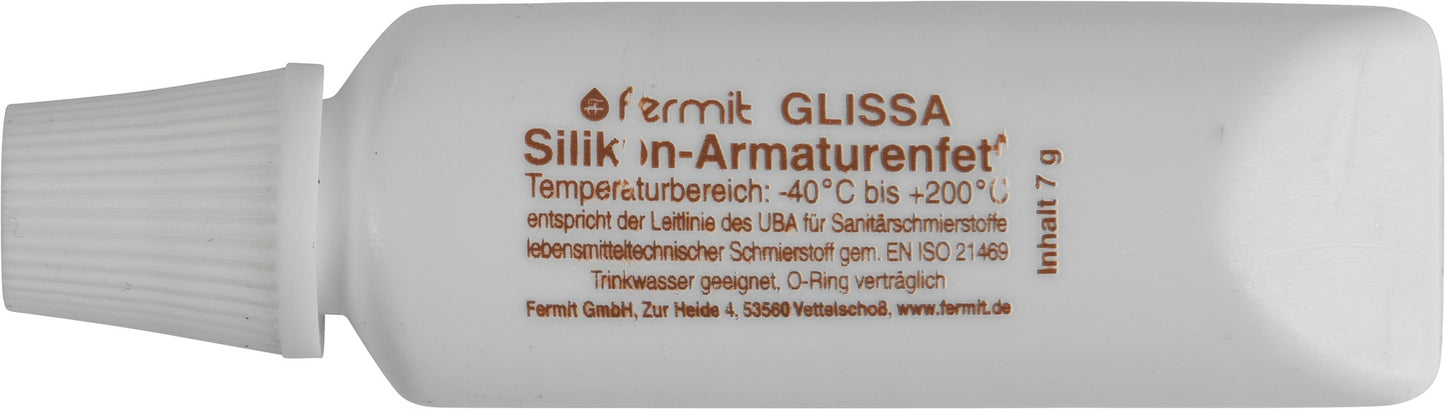 fermit GLISSA
Silikon-Armaturenfett
Temperaturbereich: -40°C bis +200°C
entspricht der Leitlinie des UBA für Sanitärschmierstoffe
lebensmitteltechnischer Schmierstoff gem. EN ISO 21469
Trinkwasser geeignet, O-Ring verträglich
Fermit GmbH, Zur Heide 4, 53560 Vettelschoß, www.fermit.de
Inhalt 7 g